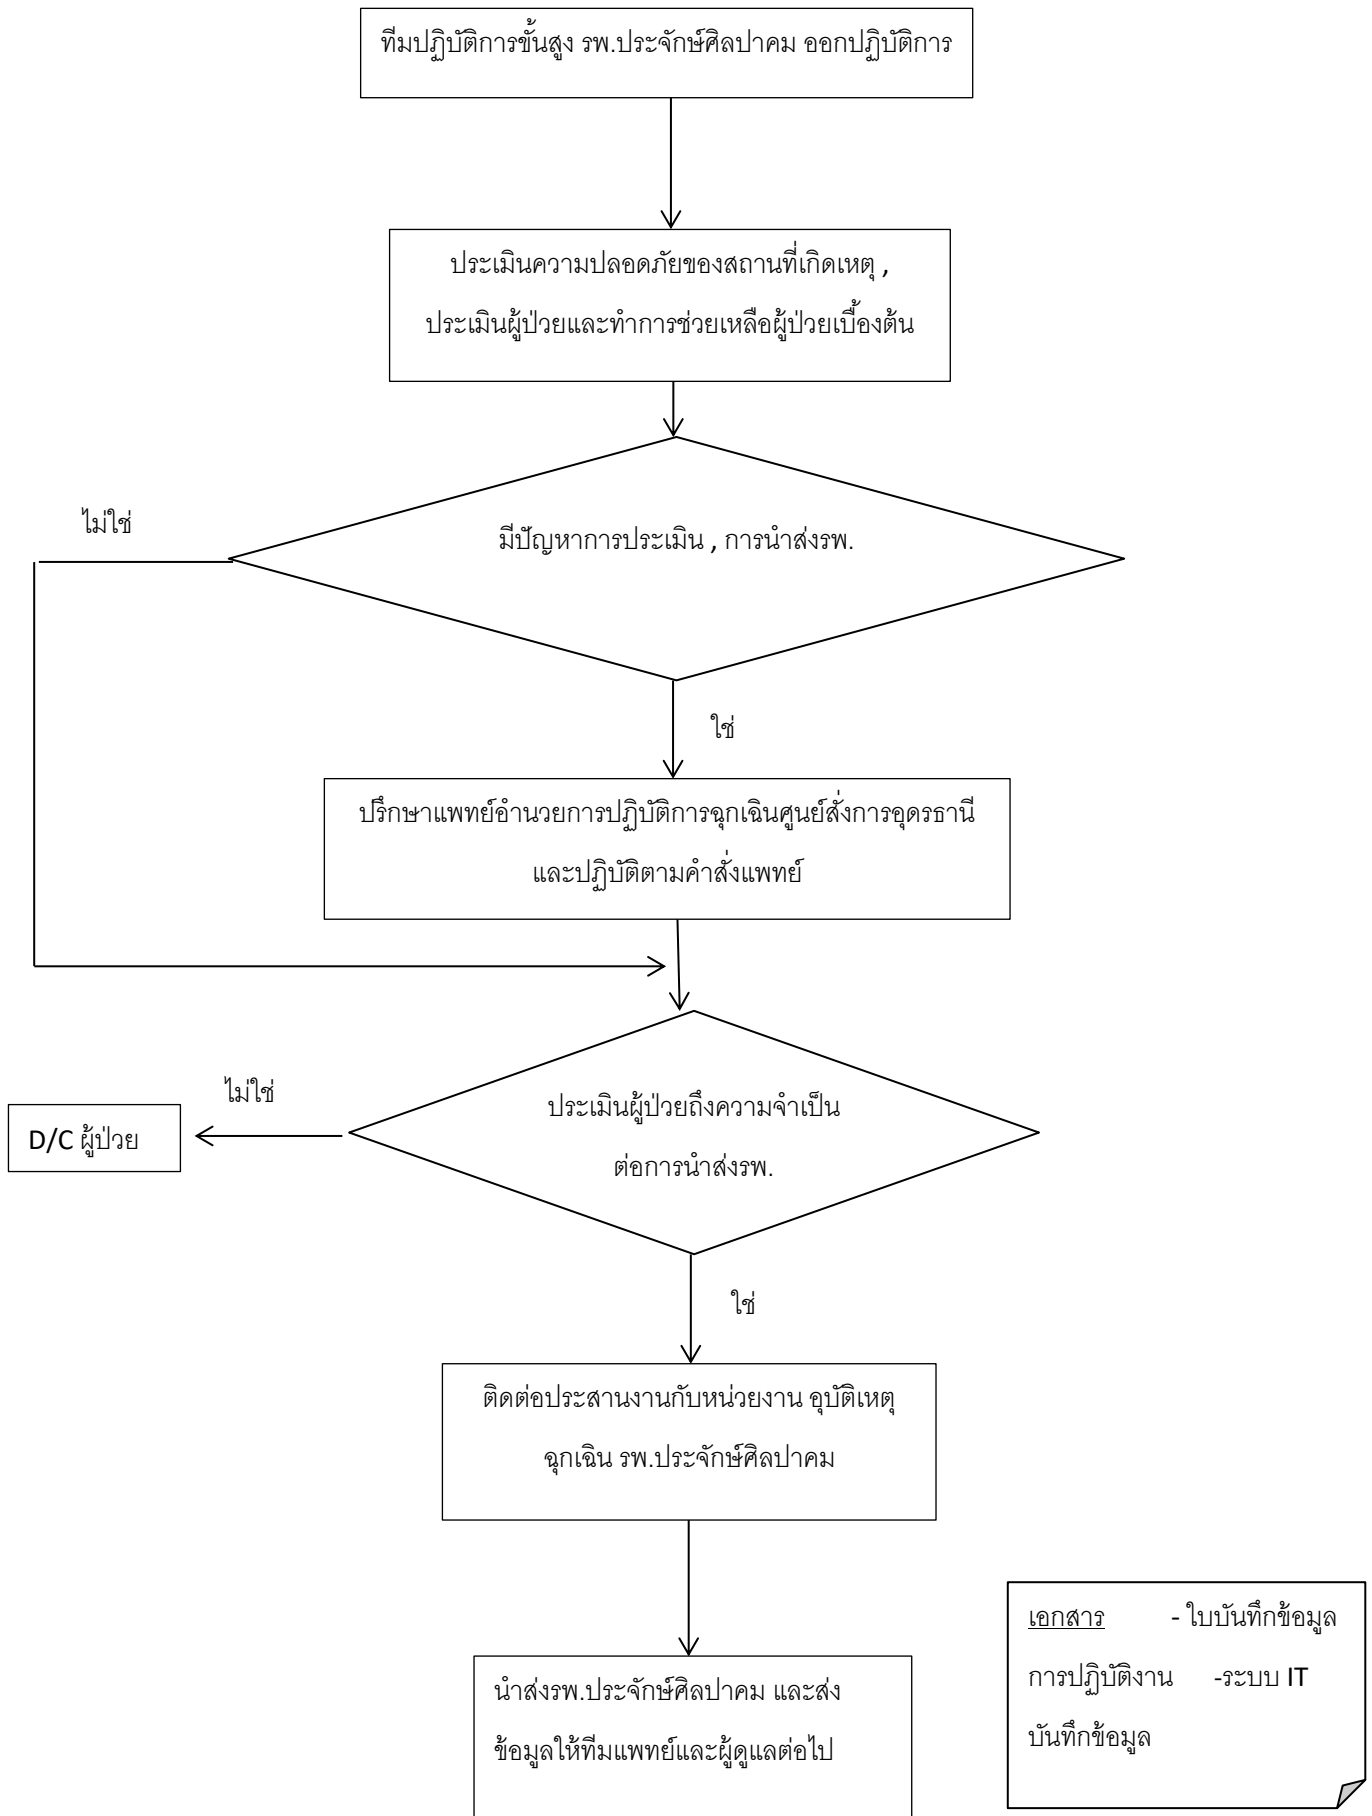 ทีมปฏิบัติการขั้นสูง รพ.ประจักษ์ศิลปาคม ออกปฏิบัติการ
ประเมินความปลอดภัยของสถานที่เกิดเหตุ ,
ประเมินผู้ป่วยและทำการช่วยเหลือผู้ป่วยเบื้องต้น
ไม่ใช่
มีปัญหาการประเมิน , การนำส่งรพ.
ใช่
ปรึกษาแพทย์อำนวยการปฏิบัติการฉุกเฉินศูนย์สั่งการอุดรธานี
และปฏิบัติตามคำสั่งแพทย์
ไม่ใช่
ประเมินผู้ป่วยถึงความจำเป็น
ต่อการนำส่งรพ.
D/C ผู้ป่วย
ใช่
ติดต่อประสานงานกับหน่วยงาน อุบัติเหตุ
ฉุกเฉิน รพ.ประจักษ์ศิลปาคม
นำส่งรพ.ประจักษ์ศิลปาคม และส่ง
ข้อมูลให้ทีมแพทย์และผู้ดูแลต่อไป
เอกสาร - ใบบันทึกข้อมูล
การปฏิบัติงาน -ระบบ IT
บันทึกข้อมูล